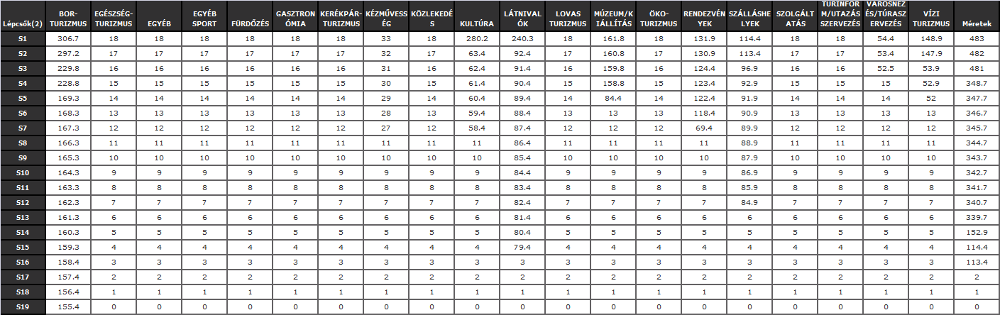 Lépcsők(2) BOR-TURIZMUS EGÉSZSÉG-TURIZMUS EGYÉB EGYÉB SPORT FÜRDŐZÉS GASZTRONÓMIA KERÉKPÁR-TURIZMUS KÉZMŰVESSÉG KÖZLEKEDÉS KULTÚRA LÁTNIVALÓK LOVAS TURIZMUS MÚZEUM/KIÁLLÍTÁS ÖKO-TURIZMUS RENDEZVÉNYEK SZÁLLÁSHELYEK SZOLGÁLTATÁS TURINFORM/UTAZÁSSZERVEZÉS VÁROSNÉZÉS/TÚRASZERVEZÉS VÍZI TURIZMUS Méretek
S1 306.7 18 18 18 18 18 18 33 18 280.2 240.3 18 161.8 18 131.9 114.4 18 18 54.4 148.9 483
S2 297.2 17 17 17 17 17 17 32 17 63.4 92.4 17 160.8 17 130.9 113.4 17 17 53.4 147.9 482
S3 229.8 16 16 16 16 16 16 31 16 62.4 91.4 16 159.8 16 124.4 96.9 16 16 52.5 53.9 481
S4 228.8 15 15 15 15 15 15 30 15 61.4 90.4 15 158.8 15 123.4 92.9 15 15 15 52.9 348.7
S5 169.3 14 14 14 14 14 14 29 14 60.4 89.4 14 84.4 14 122.4 91.9 14 14 14 52 347.7
S6 168.3 13 13 13 13 13 13 28 13 59.4 88.4 13 13 13 118.4 90.9 13 13 13 13 346.7
S7 167.3 12 12 12 12 12 12 27 12 58.4 87.4 12 12 12 69.4 89.9 12 12 12 12 345.7
S8 166.3 11 11 11 11 11 11 11 11 11 86.4 11 11 11 11 88.9 11 11 11 11 344.7
S9 165.3 10 10 10 10 10 10 10 10 10 85.4 10 10 10 10 87.9 10 10 10 10 343.7
S10 164.3 9 9 9 9 9 9 9 9 9 84.4 9 9 9 9 86.9 9 9 9 9 342.7
S11 163.3 8 8 8 8 8 8 8 8 8 83.4 8 8 8 8 85.9 8 8 8 8 341.7
S12 162.3 7 7 7 7 7 7 7 7 7 82.4 7 7 7 7 84.9 7 7 7 7 340.7
S13 161.3 6 6 6 6 6 6 6 6 6 81.4 6 6 6 6 6 6 6 6 6 339.7
S14 160.3 5 5 5 5 5 5 5 5 5 80.4 5 5 5 5 5 5 5 5 5 152.9
S15 159.3 4 4 4 4 4 4 4 4 4 79.4 4 4 4 4 4 4 4 4 4 114.4
S16 158.4 3 3 3 3 3 3 3 3 3 3 3 3 3 3 3 3 3 3 3 113.4
S17 157.4 2 2 2 2 2 2 2 2 2 2 2 2 2 2 2 2 2 2 2 2
S18 156.4 1 1 1 1 1 1 1 1 1 1 1 1 1 1 1 1 1 1 1 1
S19 155.4 0 0 0 0 0 0 0 0 0 0 0 0 0 0 0 0 0 0 0 0